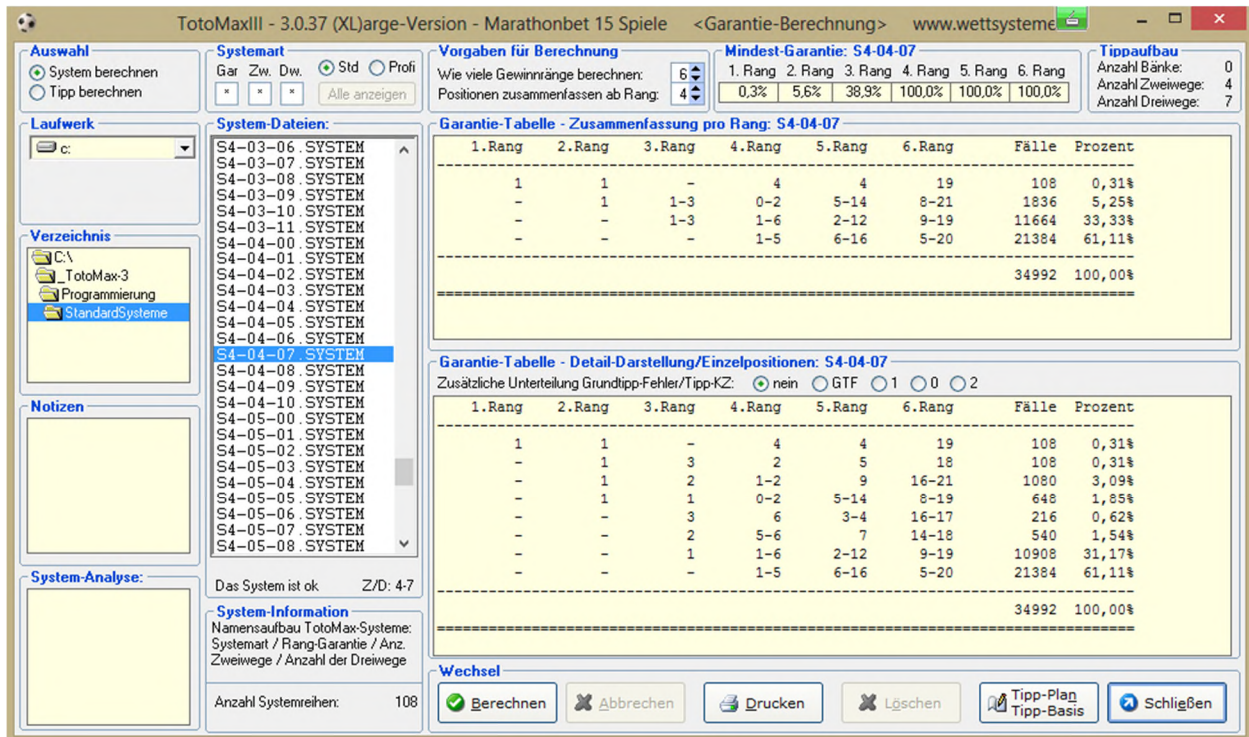 TotoMaxIII - 3.0.37 (XL)arge-Version - Marathonbet 15 Spiele <Garantie-Berechnung> www.wettsysteme
Auswahl
System berechnen
Tipp berechnen
Systemart
Gar Zw. Dw. Std Profi
* * * Alle anzeigen
Vorgaben für Berechnung
Wie viele Gewinnränge berechnen: 6
Positionen zusammenfassen ab Rang: 4
Mindest-Garantie: S4-04-07
1. Rang 2. Rang 3. Rang 4. Rang 5. Rang 6. Rang
0,3% 5,6% 38,9% 100,0% 100,0% 100,0%
Tippaufbau
Anzahl Bänke: 0
Anzahl Zweiwege: 4
Anzahl Dreiwege: 7
Laufwerk
c:
Verzeichnis
C:\
_TotoMax-3
Programmierung
StandardSysteme
Notizen
System-Analyse:
System-Dateien:
S4-03-06.SYSTEM
S4-03-07.SYSTEM
S4-03-08.SYSTEM
S4-03-09.SYSTEM
S4-03-10.SYSTEM
S4-03-11.SYSTEM
S4-04-00.SYSTEM
S4-04-01.SYSTEM
S4-04-02.SYSTEM
S4-04-03.SYSTEM
S4-04-04.SYSTEM
S4-04-05.SYSTEM
S4-04-06.SYSTEM
S4-04-07.SYSTEM
S4-04-08.SYSTEM
S4-04-09.SYSTEM
S4-04-10.SYSTEM
S4-05-00.SYSTEM
S4-05-01.SYSTEM
S4-05-02.SYSTEM
S4-05-03.SYSTEM
S4-05-04.SYSTEM
S4-05-05.SYSTEM
S4-05-06.SYSTEM
S4-05-07.SYSTEM
S4-05-08.SYSTEM
Das System ist ok Z/D: 4-7
System-Information
Namensaufbau TotoMax-Systeme:
Systemart / Rang-Garantie / Anz.
Zweiwege / Anzahl der Dreiwege
Anzahl Systemreihen: 108
Garantie-Tabelle - Zusammenfassung pro Rang: S4-04-07
1.Rang 2.Rang 3.Rang 4.Rang 5.Rang 6.Rang Fälle Prozent
1 1 - 4 4 19 108 0,31%
- 1 1-3 0-2 5-14 8-21 1836 5,25%
- - 1-3 1-6 2-12 9-19 11664 33,33%
- - - 1-5 6-16 5-20 21384 61,11%
34992 100,00%
Garantie-Tabelle - Detail-Darstellung/Einzelpositionen: S4-04-07
Zusätzliche Unterteilung Grundtipp-Fehler/Tipp-KZ: nein GTF 1 0 2
1.Rang 2.Rang 3.Rang 4.Rang 5.Rang 6.Rang Fälle Prozent
1 1 - 4 4 19 108 0,31%
- 1 3 2 5 18 108 0,31%
- 1 2 1-2 9 16-21 1080 3,09%
- 1 1 0-2 5-14 8-19 648 1,85%
- - 3 6 3-4 16-17 216 0,62%
- - 2 5-6 7 14-18 540 1,54%
- - 1 1-6 2-12 9-19 10908 31,17%
- - - 1-5 6-16 5-20 21384 61,11%
34992 100,00%
Wechsel
Berechnen
Abbrechen
Drucken
Löschen
Tipp-Plan
Tipp-Basis
Schließen